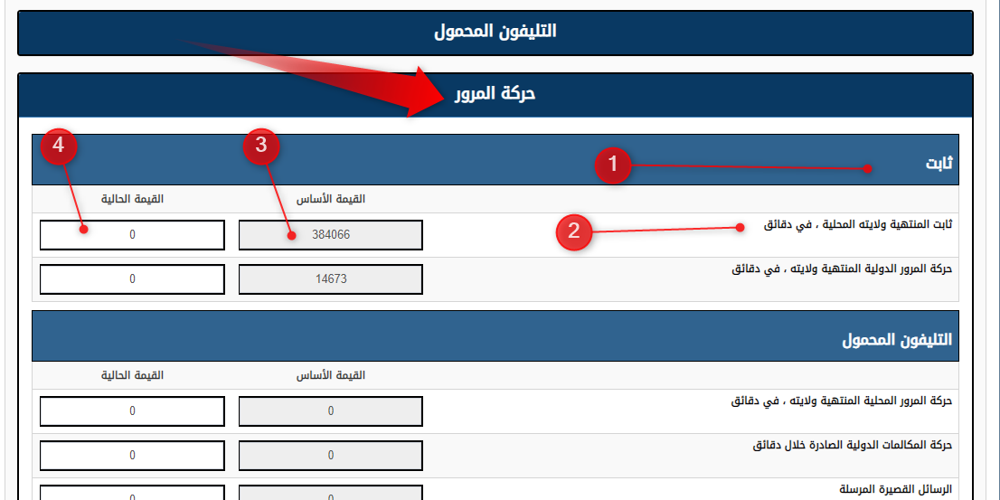 التليفون المحمول
حركة المرور
ثابت
1
القيمة الأساس
القيمة الحالية
3
4
ثابت المنتهية ولايته المحلية ، في دقائق
2
384066
0
حركة المرور الدولية المنتهية ولايته ، في دقائق
14673
0
التليفون المحمول
القيمة الأساس
القيمة الحالية
حركة المرور المحلية المنتهية ولايته ، في دقائق
0
0
حركة المكالمات الدولية الصادرة خلال دقائق
0
0
الرسائل القصيرة المرسلة
0
0